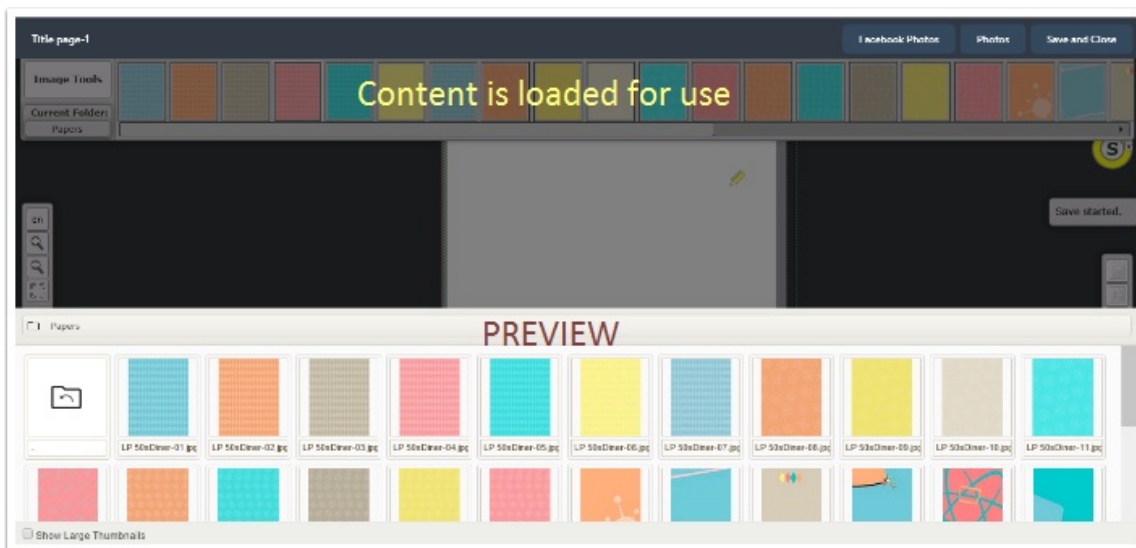 Title page-1
Facebook Photos
Photos
Save and Close
Image Tools
Content is loaded for use
Current Folder:
Papers
S
en
Save started.
Papers
PREVIEW
..
LP 50sDiner-01.jpg
LP 50sDiner-02.jpg
LP 50sDiner-03.jpg
LP 50sDiner-04.jpg
LP 50sDiner-05.jpg
LP 50sDiner-06.jpg
LP 50sDiner-07.jpg
LP 50sDiner-08.jpg
LP 50sDiner-09.jpg
LP 50sDiner-10.jpg
LP 50sDiner-11.jpg
Show Large Thumbnails